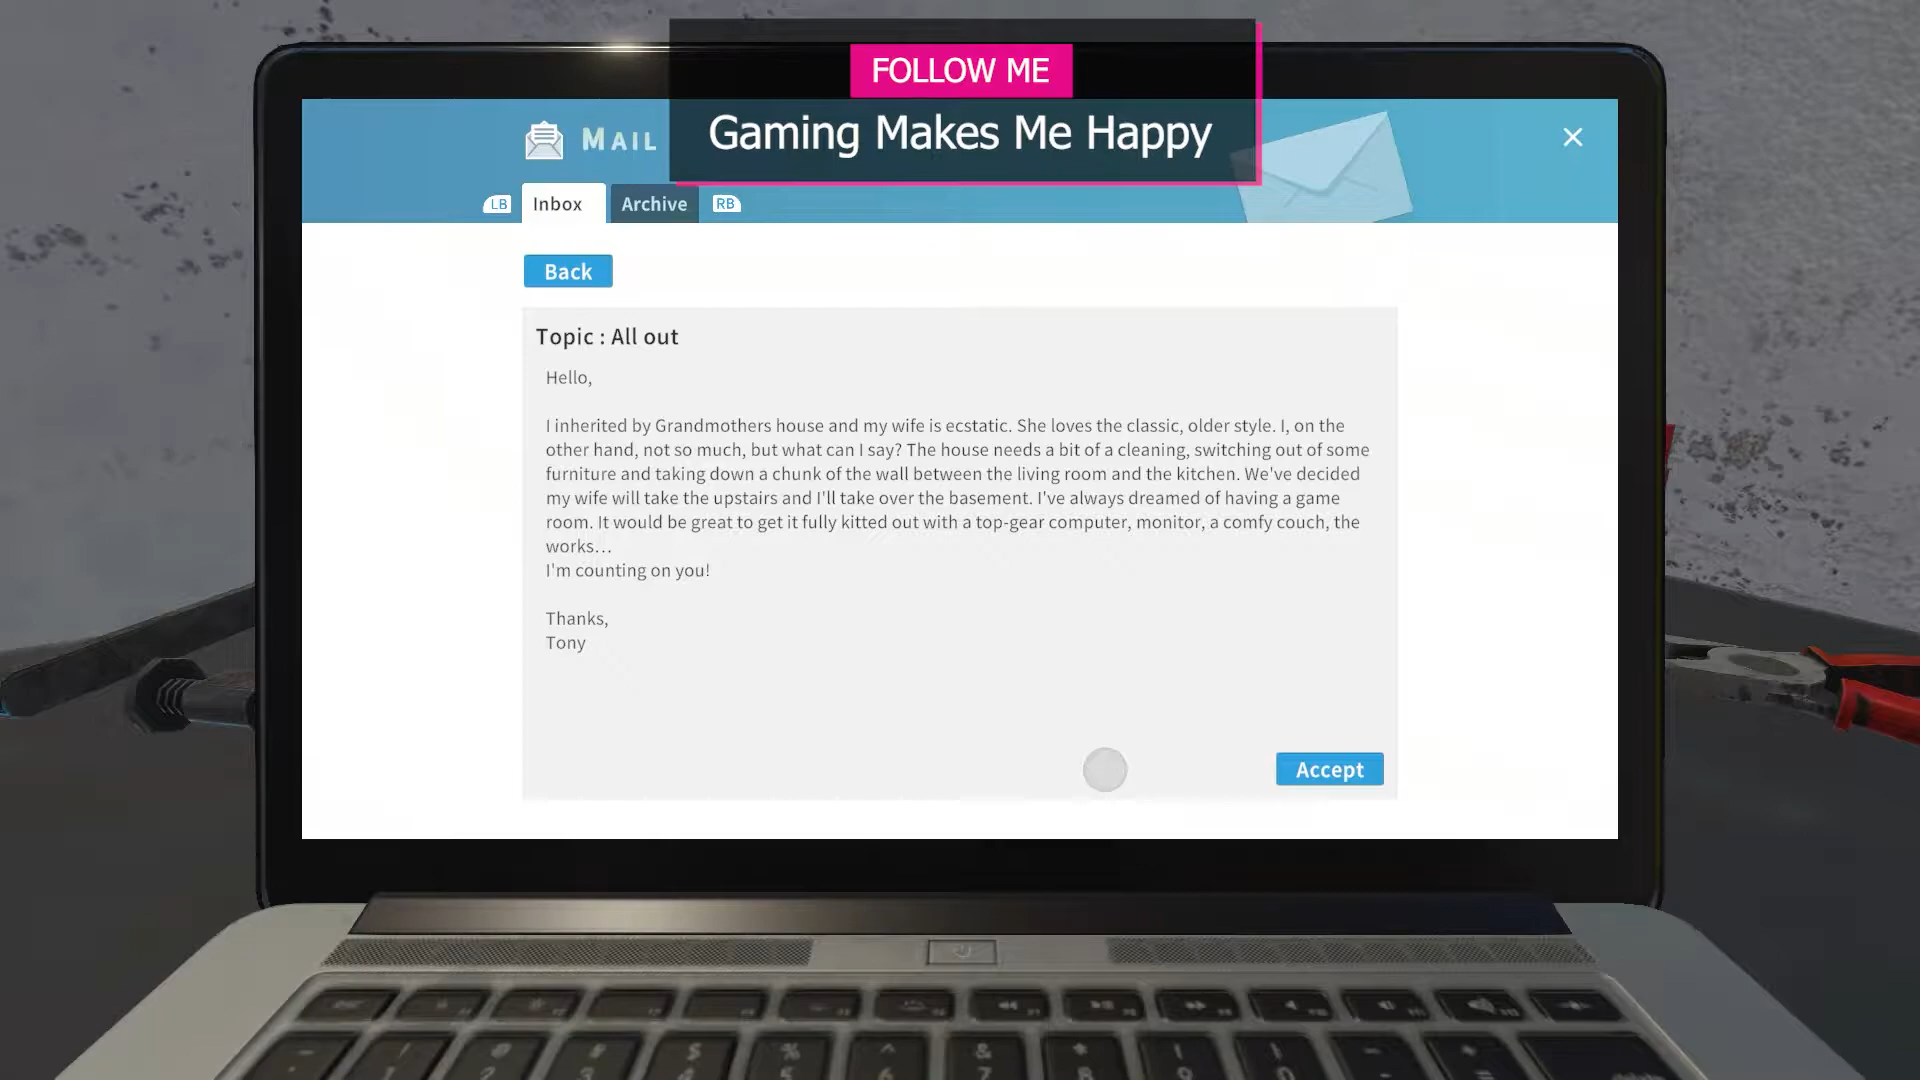 FOLLOW ME
Gaming Makes Me Happy
MAIL
LB
Inbox
Archive
RB
Back
Topic : All out
Hello,
I inherited by Grandmothers house and my wife is ecstatic. She loves the classic, older style. I, on the
other hand, not so much, but what can I say? The house needs a bit of a cleaning, switching out of some
furniture and taking down a chunk of the wall between the living room and the kitchen. We've decided
my wife will take the upstairs and I'll take over the basement. I've always dreamed of having a game
room. It would be great to get it fully kitted out with a top-gear computer, monitor, a comfy couch, the
works...
I'm counting on you!
Thanks,
Tony
Accept